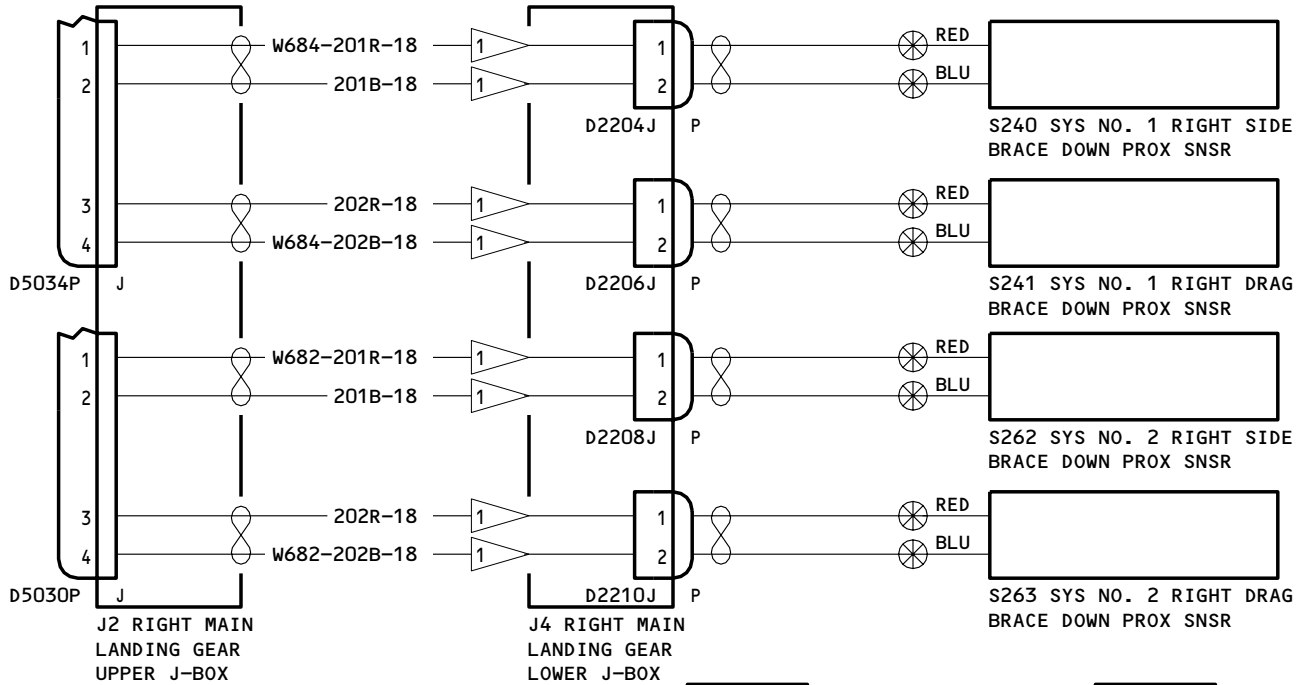 1 W684-201R-18 1 1 RED
2 201B-18 1 2 BLU
D2204J P
S240 SYS NO. 1 RIGHT SIDE
BRACE DOWN PROX SNSR
3 202R-18 1 1 RED
4 W684-202B-18 1 2 BLU
D5034P J
D2206J P
S241 SYS NO. 1 RIGHT DRAG
BRACE DOWN PROX SNSR
1 W682-201R-18 1 1 RED
2 201B-18 1 2 BLU
D2208J P
S262 SYS NO. 2 RIGHT SIDE
BRACE DOWN PROX SNSR
3 202R-18 1 1 RED
4 W682-202B-18 1 2 BLU
D5030P J
D2210J P
S263 SYS NO. 2 RIGHT DRAG
BRACE DOWN PROX SNSR
J2 RIGHT MAIN
LANDING GEAR
UPPER J-BOX
J4 RIGHT MAIN
LANDING GEAR
LOWER J-BOX